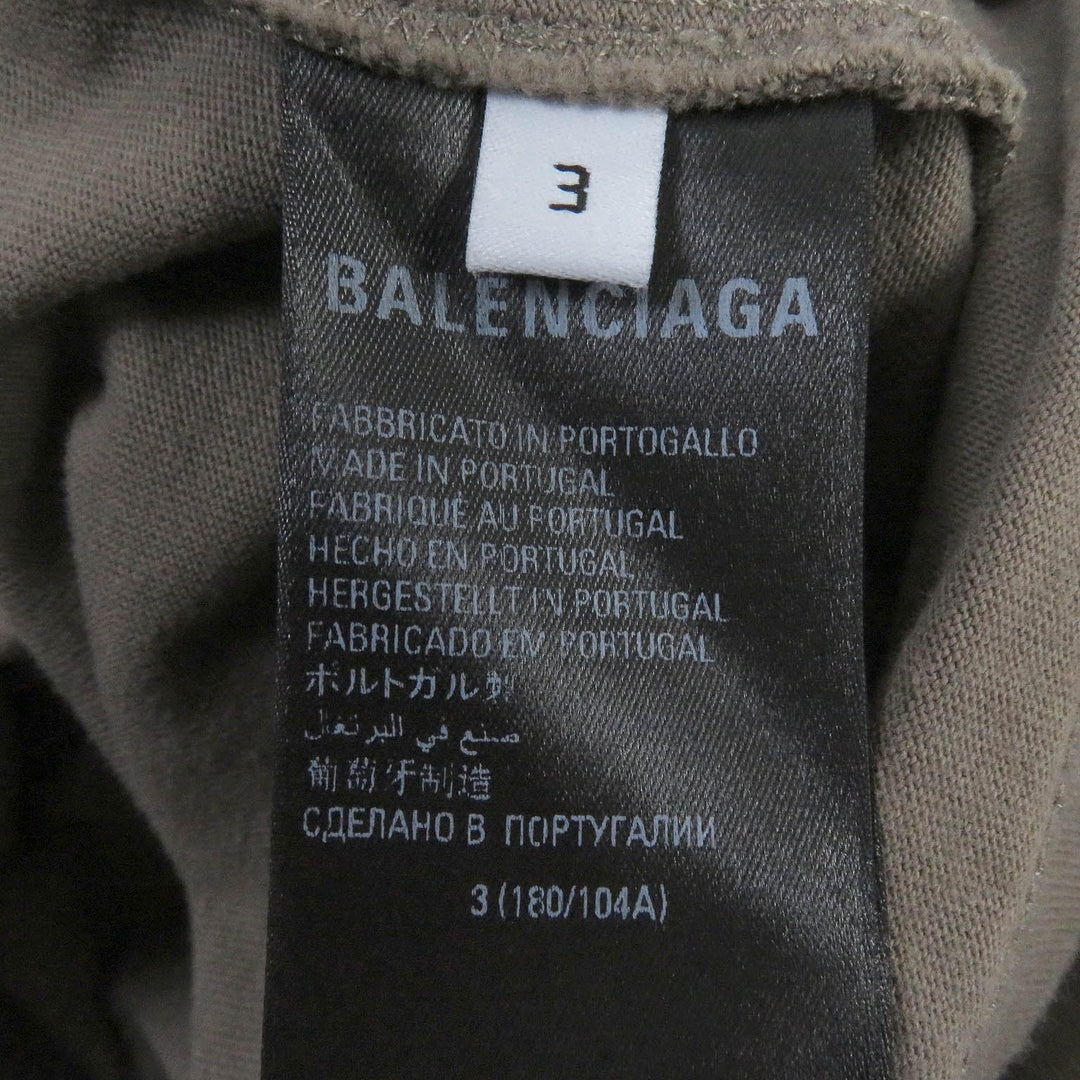 3
BALENCIAGA
FABBRICATO IN PORTOGALLO
MADE IN PORTUGAL
FABRIQUÉ AU PORTUGAL
HECHO EN PORTUGAL
HERGESTELLT IN PORTUGAL
FABRICADO EM PORTUGAL
ポルトガル製
صنع في البرتغال
葡萄牙制造
СДЕЛАНО В ПОРТУГАЛИИ
3 (180/104A)